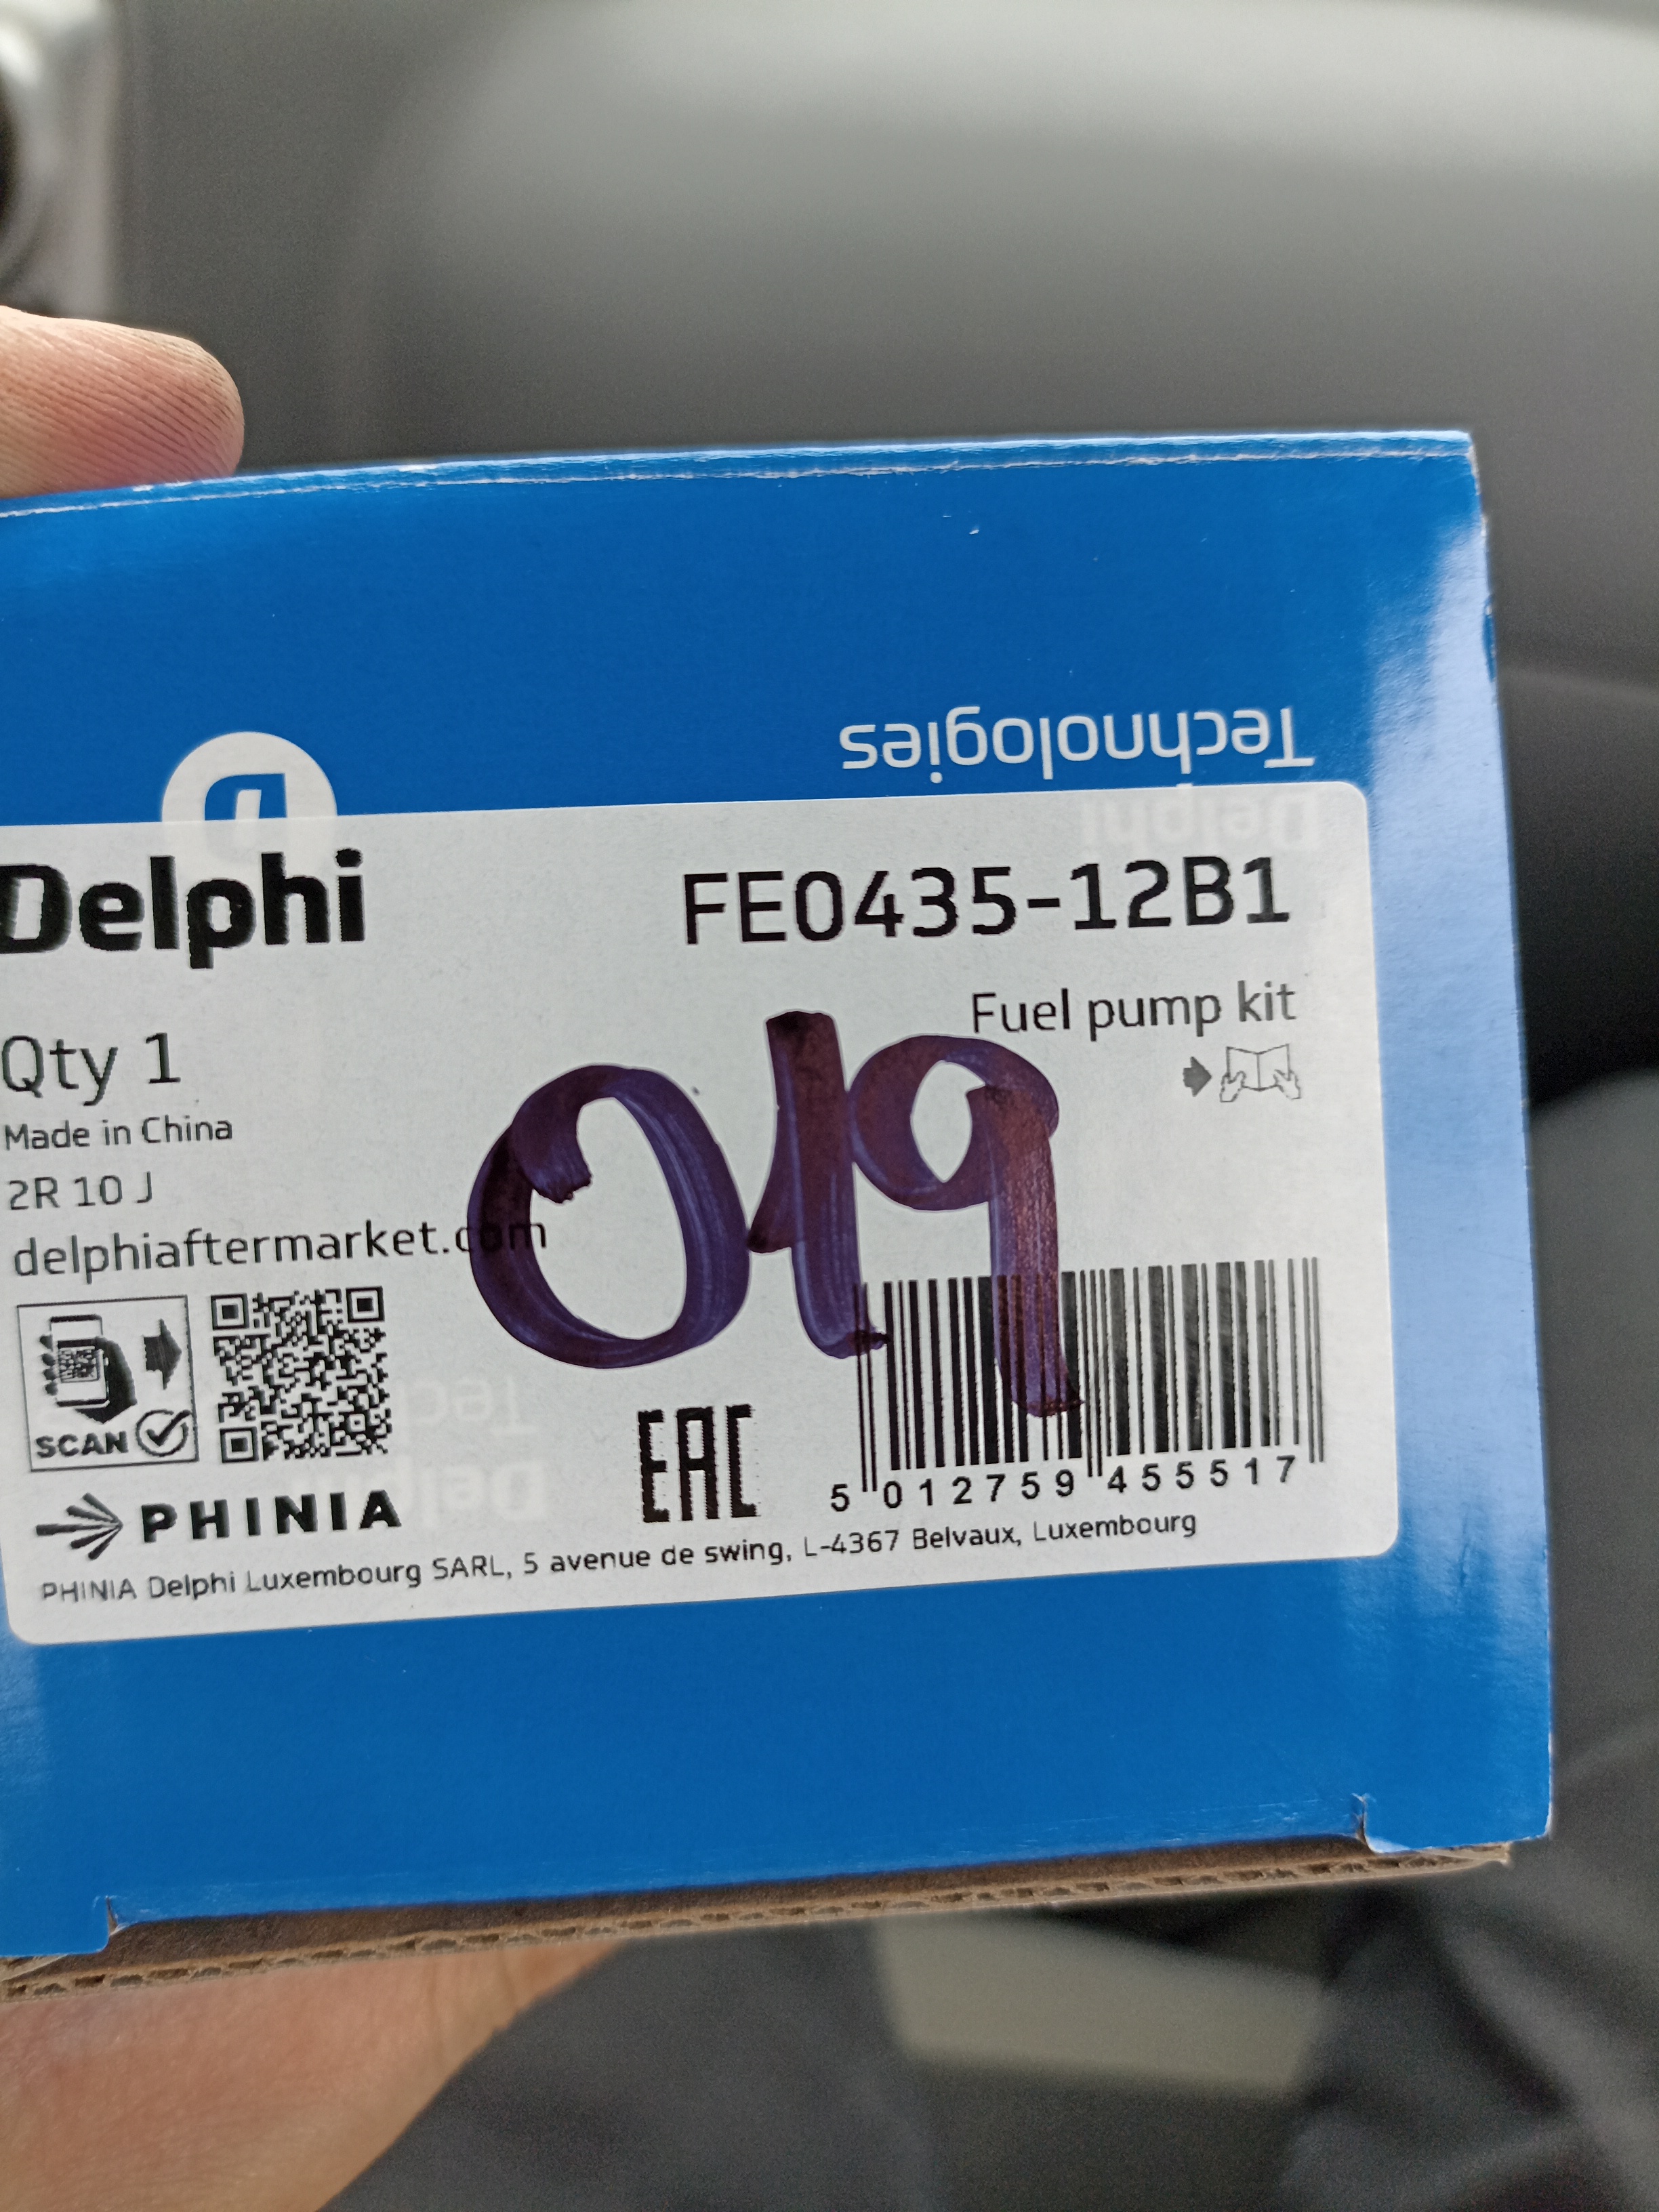 Technologies
Delphi
Delphi
FE0435-12B1
Fuel pump kit
Qty 1
Made in China
2R 10 J
delphiaftermarket.com
019
SCAN
EAC
5 012759 455517
PHINIA
PHINIA Delphi Luxembourg SARL, 5 avenue de swing, L-4367 Belvaux, Luxembourg